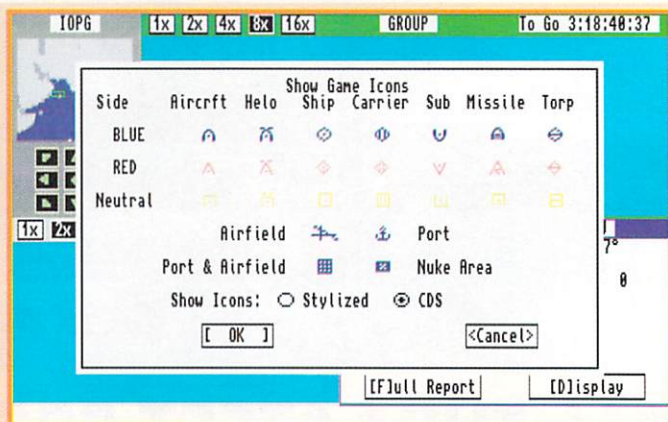 IOPG 1x 2x 4x 8x 16x GROUP To Go 3:18:40:37
Show Game Icons
Side Aircrft Helo Ship Carrier Sub Missile Torp
BLUE
RED
Neutral
Airfield Port
Port & Airfield Nuke Area
Show Icons: Stylized CDS
[ OK ] <Cancel>
1x 2x
7°
0
[F]ull Report [D]isplay